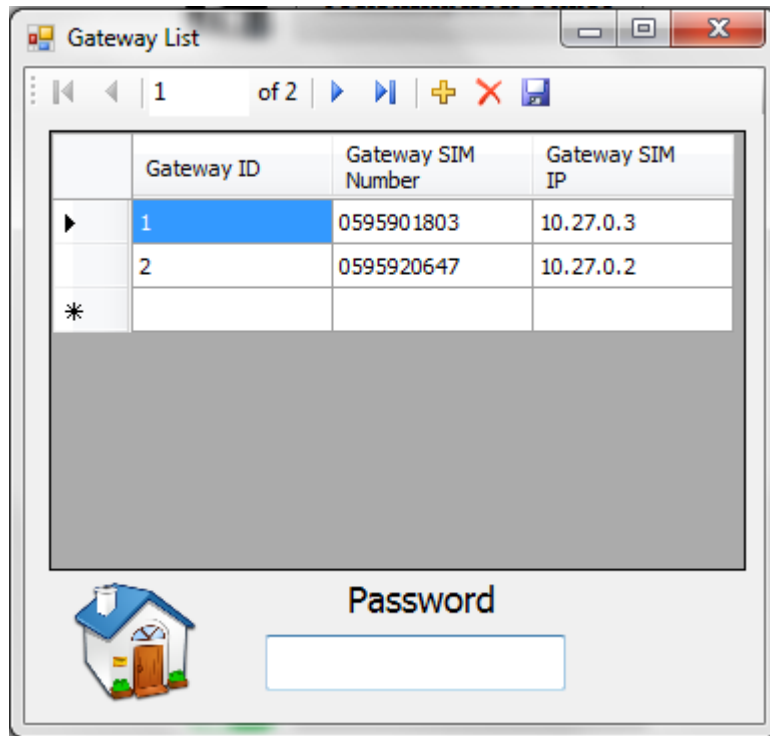 Gateway List
1 of 2
Gateway ID Gateway SIM Number Gateway SIM IP
1 0595901803 10.27.0.3
2 0595920647 10.27.0.2
Password